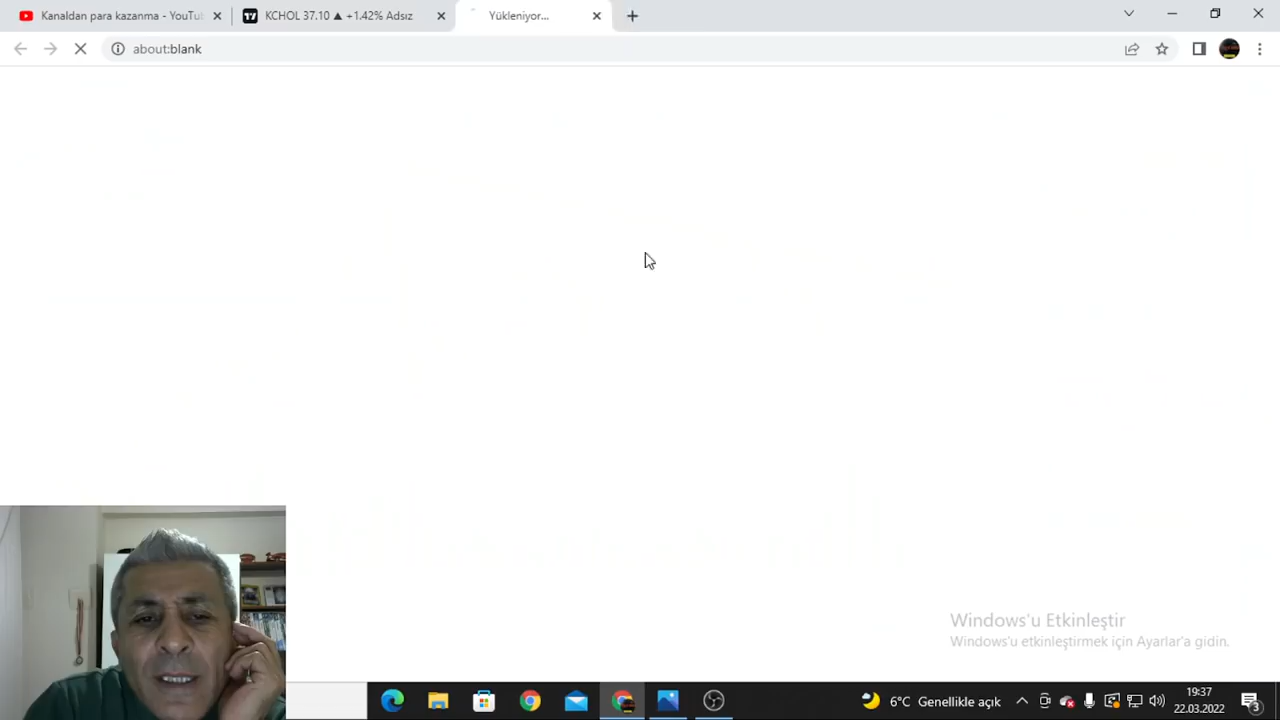 Kanaldan para kazanma - YouTu
KCHOL 37.10 ▲ +1.42% Adsız
Yükleniyor...
about:blank
Windows'u Etkinleştir
Windows'u etkinleştirmek için Ayarlar'a gidin.
6°C Genellikle açık
19:37
22.03.2022
3